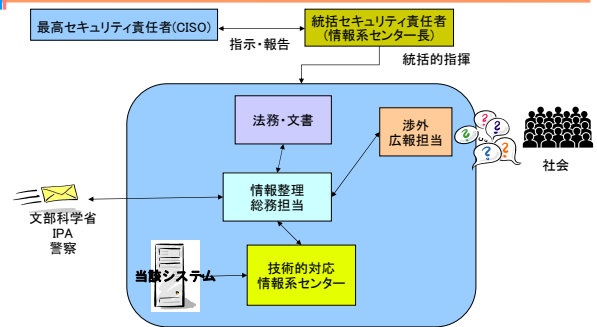 最高セキュリティ責任者(CISO)
指示・報告
統括セキュリティ責任者
(情報系センター長)
統括的指揮
法務・文書
渉外
広報担当
社会
情報整理
総務担当
文部科学省
IPA
警察
当該システム
技術的対応
情報系センター